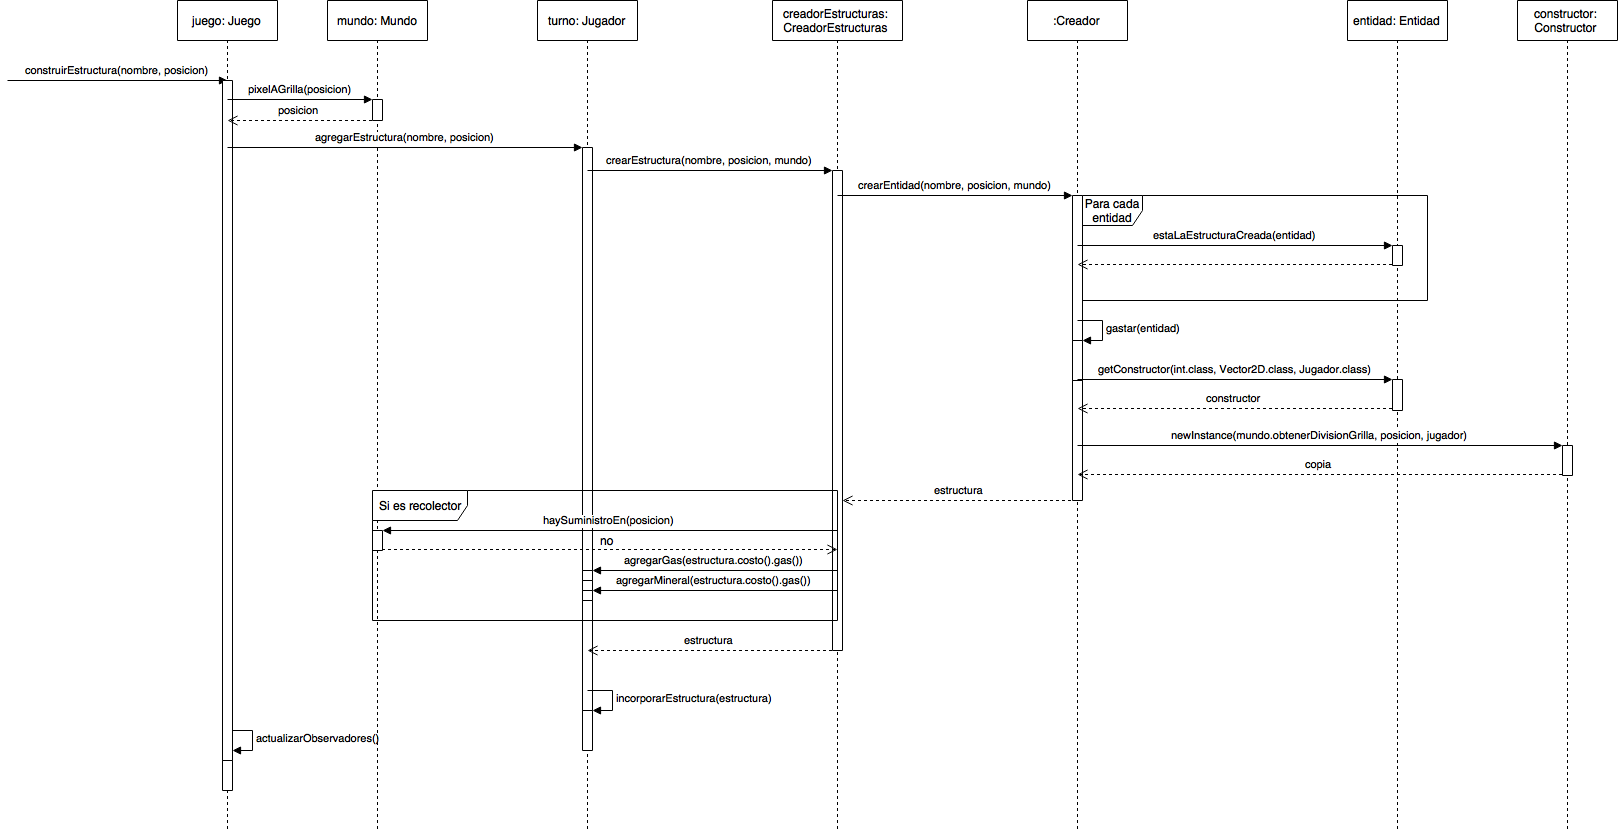 juego: Juego
mundo: Mundo
turno: Jugador
creadorEstructuras:
CreadorEstructuras
:Creador
entidad: Entidad
constructor:
Constructor
construirEstructura(nombre, posicion)
pixelAGrilla(posicion)
posicion
agregarEstructura(nombre, posicion)
crearEstructura(nombre, posicion, mundo)
crearEntidad(nombre, posicion, mundo)
Para cada
entidad
estaLaEstructuraCreada(entidad)
gastar(entidad)
getConstructor(int.class, Vector2D.class, Jugador.class)
constructor
newInstance(mundo.obtenerDivisionGrilla, posicion, jugador)
copia
estructura
Si es recolector
haySuministroEn(posicion)
no
agregarGas(estructura.costo().gas())
agregarMineral(estructura.costo().gas())
estructura
incorporarEstructura(estructura)
actualizarObservadores()